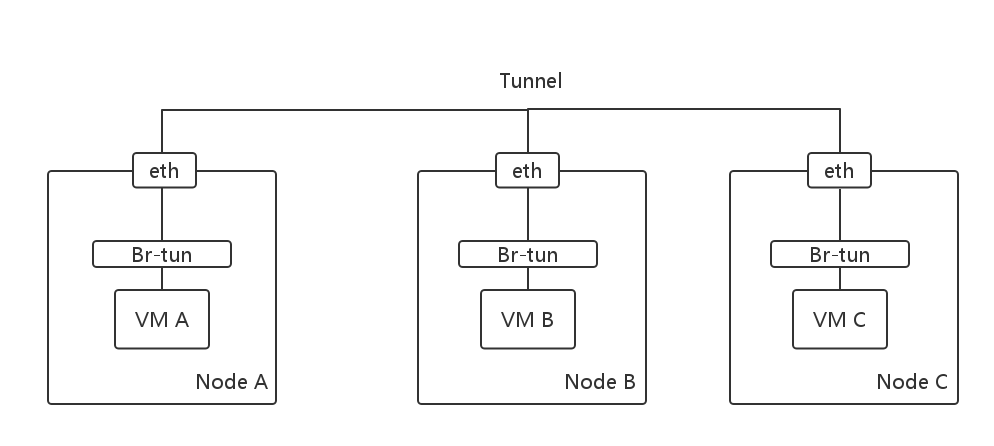 Tunnel
eth
eth
eth
Br-tun
Br-tun
Br-tun
VM A
VM B
VM C
Node A
Node B
Node C